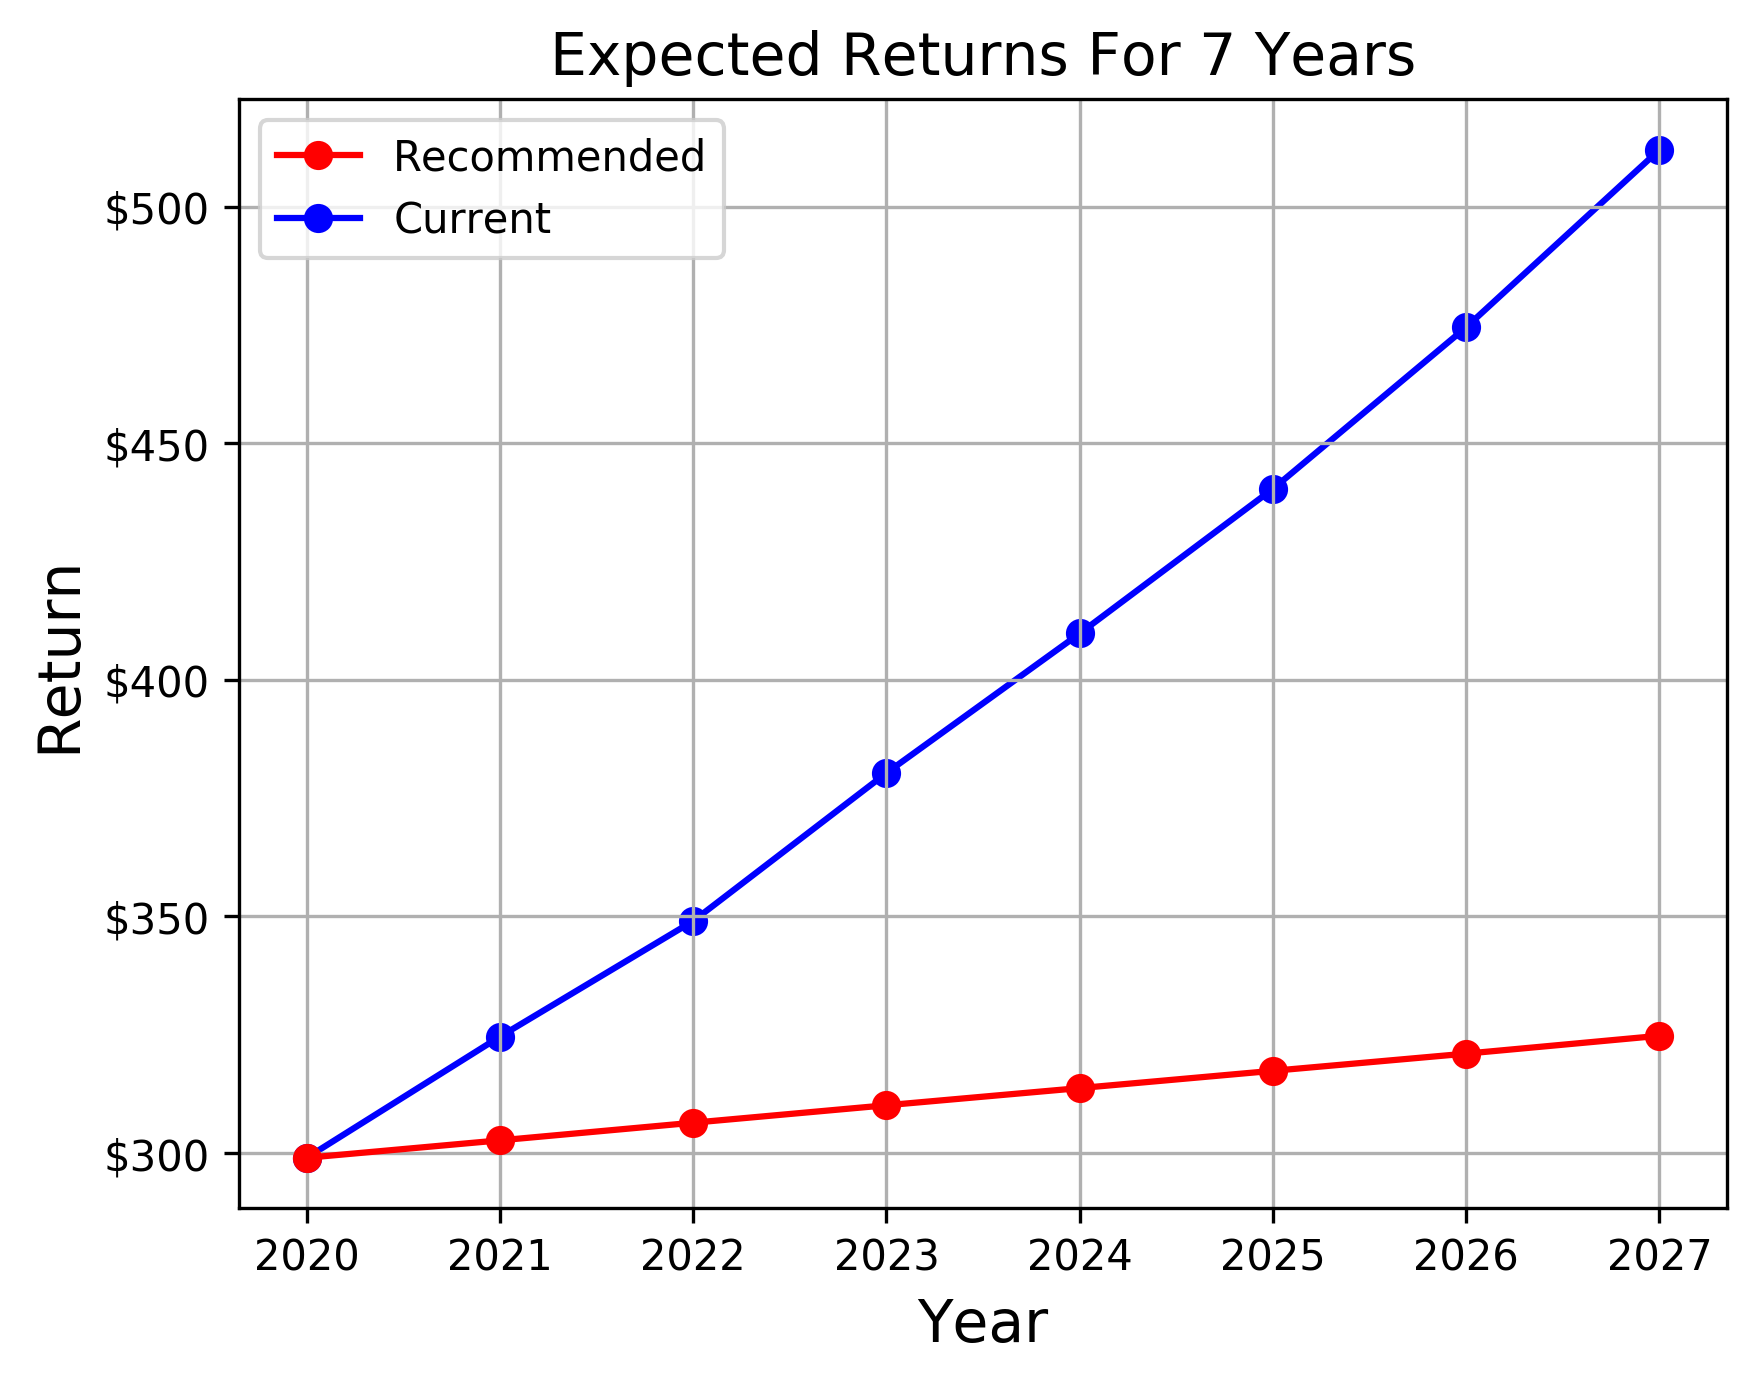 Expected Returns For 7 Years
Recommended
Current
$500
$450
$400
$350
$300
Return
2020 2021 2022 2023 2024 2025 2026 2027
Year